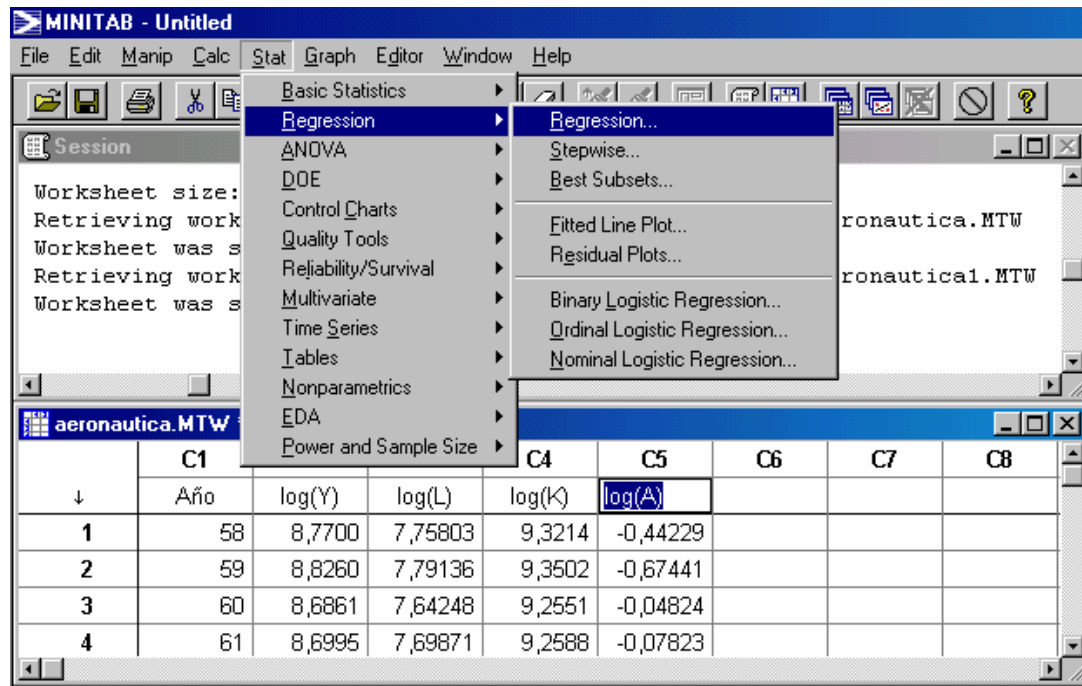 MINITAB - Untitled
File Edit Manip Calc Stat Graph Editor Window Help
Session
Worksheet size:
Retrieving work
Worksheet was s
Retrieving work
Worksheet was s
ronautica.MTW
ronautica1.MTW
Basic Statistics
Regression
ANOVA
DOE
Control Charts
Quality Tools
Reliability/Survival
Multivariate
Time Series
Tables
Nonparametrics
EDA
Power and Sample Size
Regression...
Stepwise...
Best Subsets...
Fitted Line Plot...
Residual Plots...
Binary Logistic Regression...
Ordinal Logistic Regression...
Nominal Logistic Regression...
aeronautica.MTW
C1 C4 C5 C6 C7 C8
↓ Año log(Y) log(L) log(K) log(A)
1 58 8,7700 7,75803 9,3214 -0,44229
2 59 8,8260 7,79136 9,3502 -0,67441
3 60 8,6861 7,64248 9,2551 -0,04824
4 61 8,6995 7,69871 9,2588 -0,07823